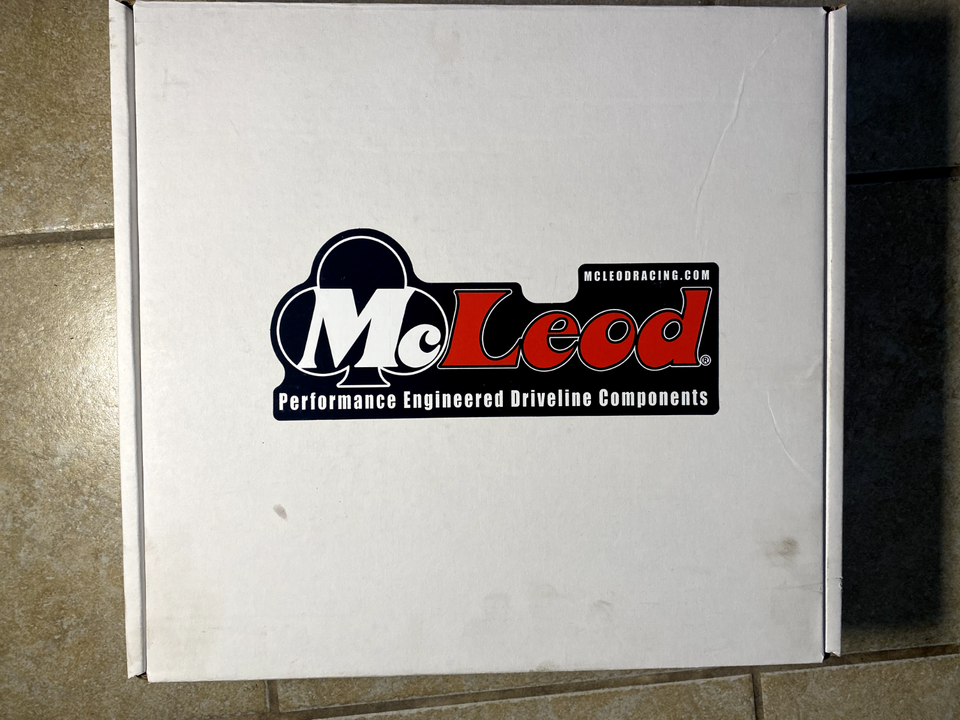 MCLEODRACING.COM
McLeod®
Performance Engineered Driveline Components